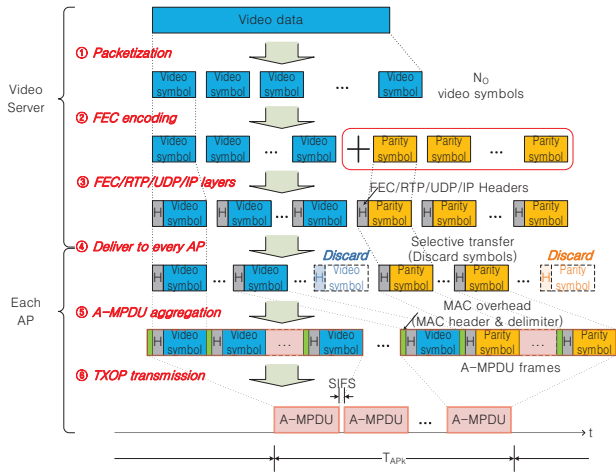 Video data
① Packetization
Video symbol Video symbol Video symbol ... Video symbol
N_O video symbols
Video Server
② FEC encoding
Video symbol Video symbol ... Video symbol + Parity symbol Parity symbol ... Parity symbol
③ FEC/RTP/UDP/IP layers
FEC/RTP/UDP/IP Headers
H Video symbol H Video symbol ... H Video symbol H Parity symbol H Parity symbol ... H Parity symbol
④ Deliver to every AP
Discard
Selective transfer (Discard symbols)
Discard
H Video symbol H Video symbol ... H Video symbol H Parity symbol ... H Parity symbol H Parity symbol
Each AP
⑤ A-MPDU aggregation
MAC overhead (MAC header & delimiter)
H Video symbol H Video symbol ... H Video symbol ... H Video symbol H Parity symbol ... H Parity symbol
A-MPDU frames
⑥ TXOP transmission
SIFS
A-MPDU A-MPDU ... A-MPDU
t
T_APk